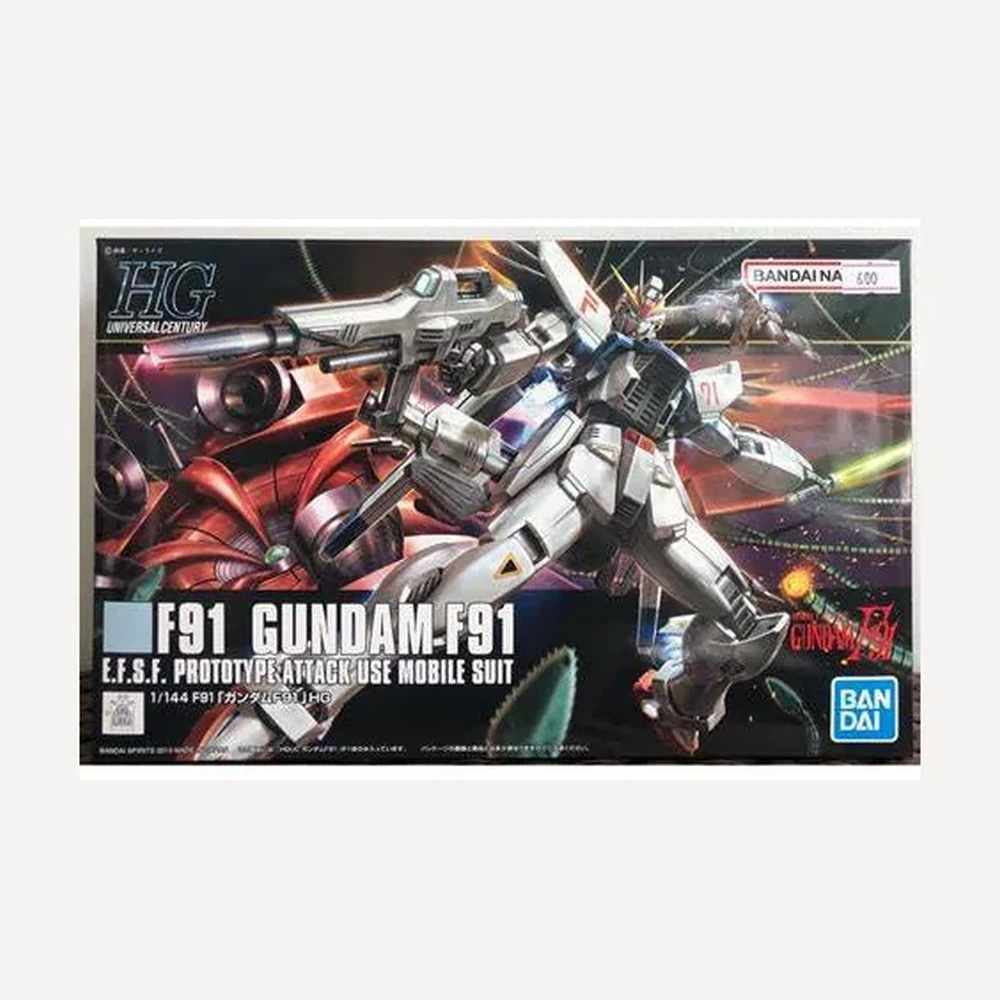 HG
UNIVERSAL CENTURY
BANDAI NA
600
71
F91 GUNDAM F91
E.F.S.F. PROTOTYPE ATTACK USE MOBILE SUIT
1/144 F91「ガンダムF91」HG
GUNDAM F91
BAN
DAI